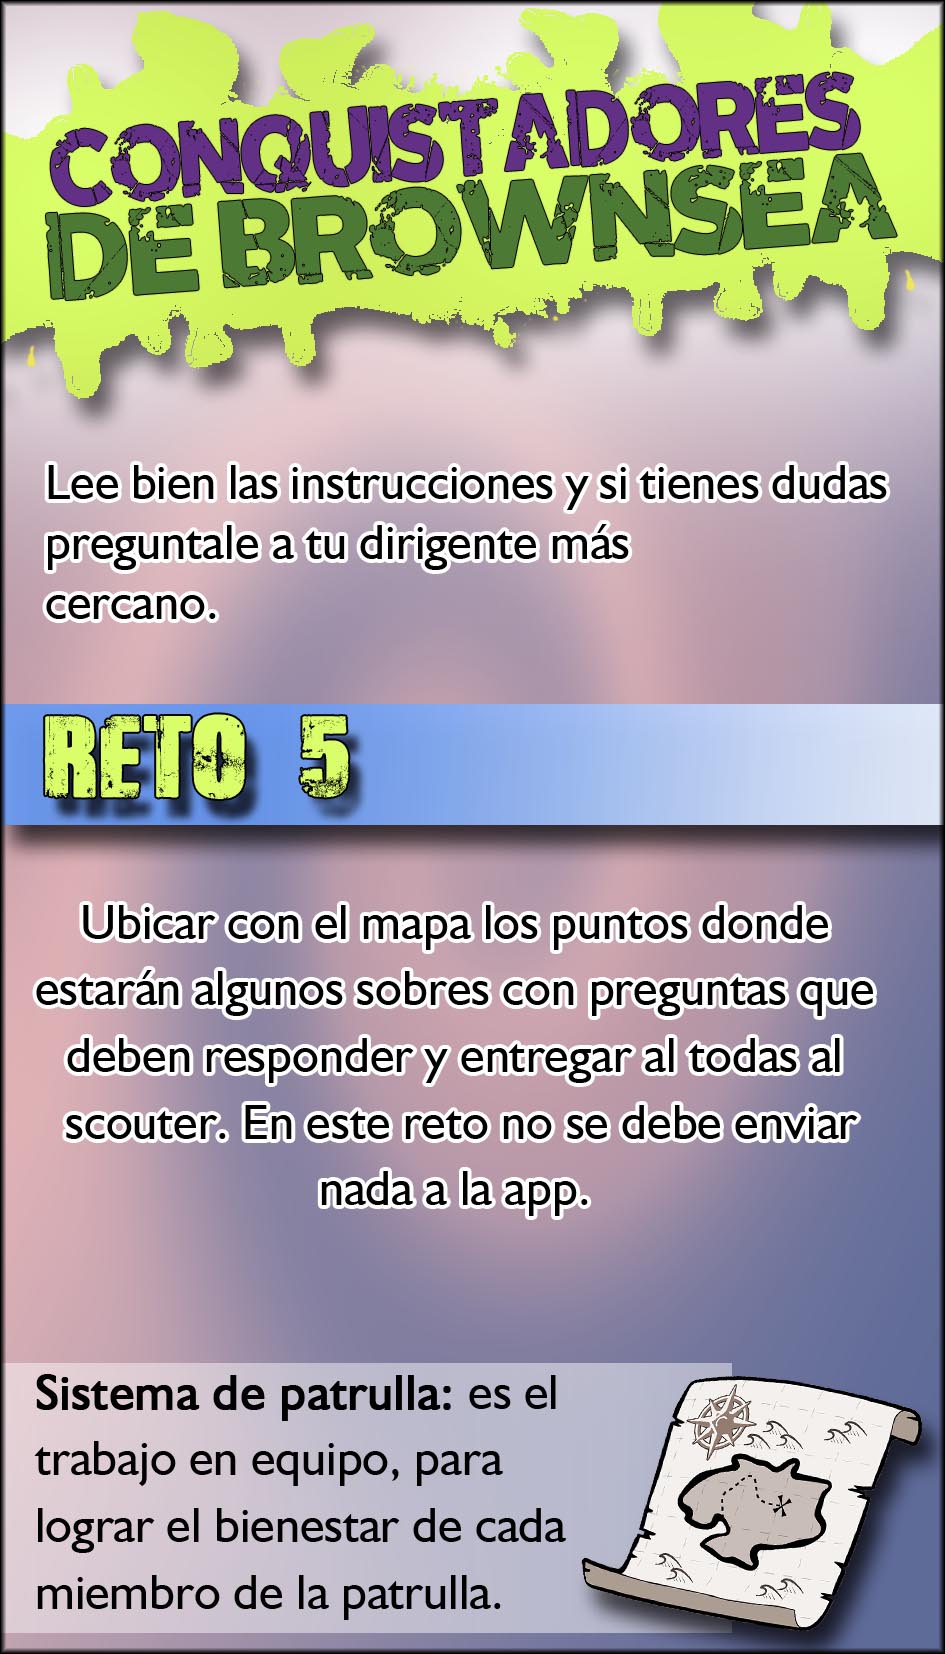 CONQUISTADORES
DE BROWNSEA
Lee bien las instrucciones y si tienes dudas
preguntale a tu dirigente más
cercano.
RETO 5
Ubicar con el mapa los puntos donde
estarán algunos sobres con preguntas que
deben responder y entregar al todas al
scouter. En este reto no se debe enviar
nada a la app.
Sistema de patrulla: es el
trabajo en equipo, para
lograr el bienestar de cada
miembro de la patrulla.